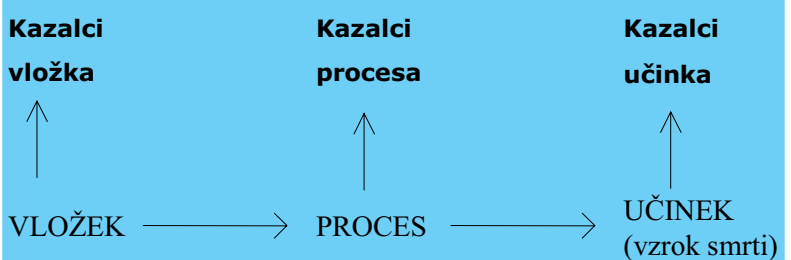 Kazalci
vložka
Kazalci
procesa
Kazalci
učinka
VLOŽEK
PROCES
UČINEK
(vzrok smrti)